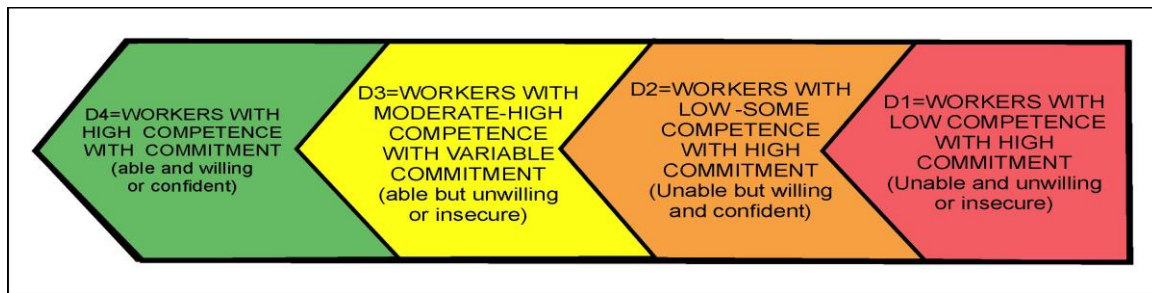 D4=WORKERS WITH
HIGH COMPETENCE
WITH COMMITMENT
(able and willing
or confident)
D3=WORKERS WITH
MODERATE-HIGH
COMPETENCE
WITH VARIABLE
COMMITMENT
(able but unwilling
or insecure)
D2=WORKERS WITH
LOW -SOME
COMPETENCE
WITH HIGH
COMMITMENT
(Unable but willing
and confident)
D1=WORKERS WITH
LOW COMPETENCE
WITH HIGH
COMMITMENT
(Unable and unwilling
or insecure)